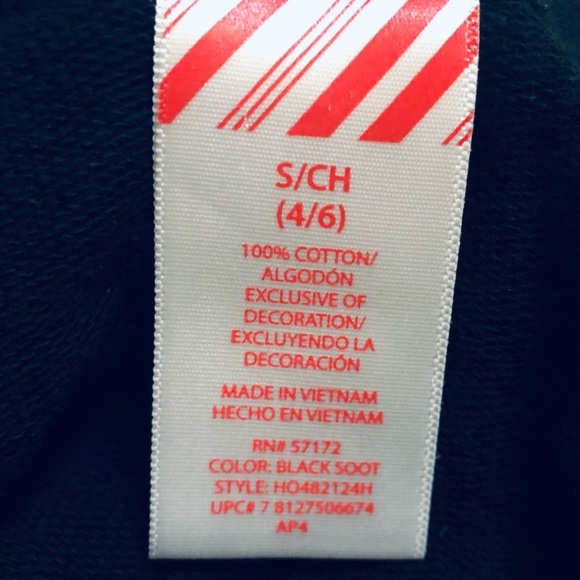 S/CH
(4/6)
100% COTTON/
ALGODÓN
EXCLUSIVE OF
DECORATION/
EXCLUYENDO LA
DECORACIÓN
MADE IN VIETNAM
HECHO EN VIETNAM
RN# 57172
COLOR: BLACK SOOT
STYLE: HO482124H
UPC# 7 8127506674
AP4